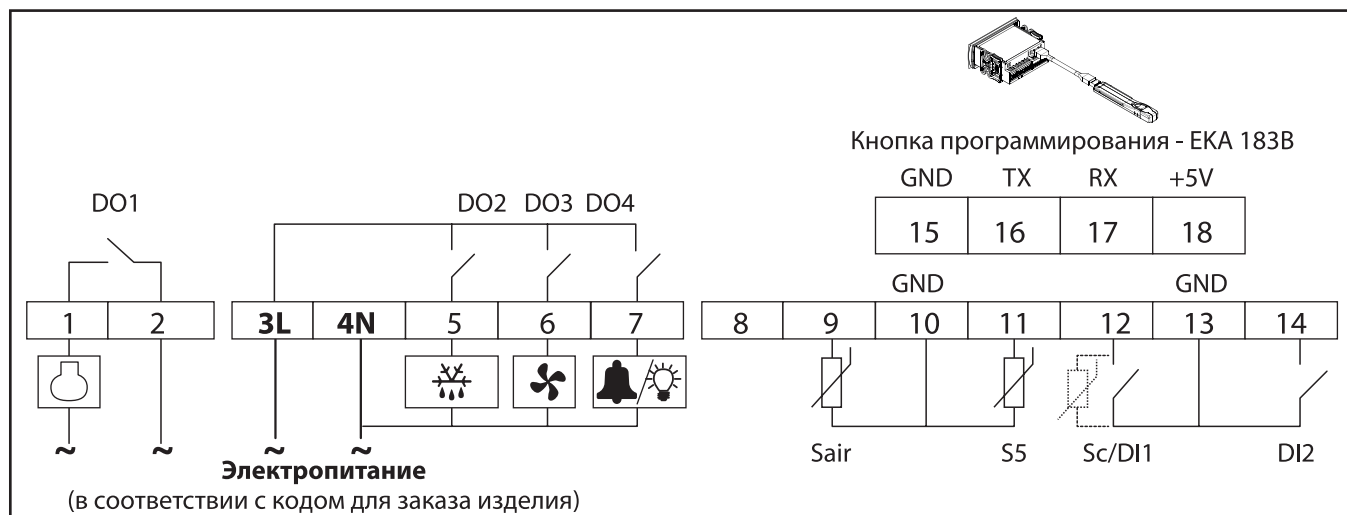 Кнопка программирования - EKA 183B
GND TX RX +5V
15 16 17 18
DO1
DO2 DO3 DO4
GND GND
1 2 3L 4N 5 6 7 8 9 10 11 12 13 14
~ ~ ~ ~
Sair S5 Sc/DI1 DI2
Электропитание
(в соответствии с кодом для заказа изделия)